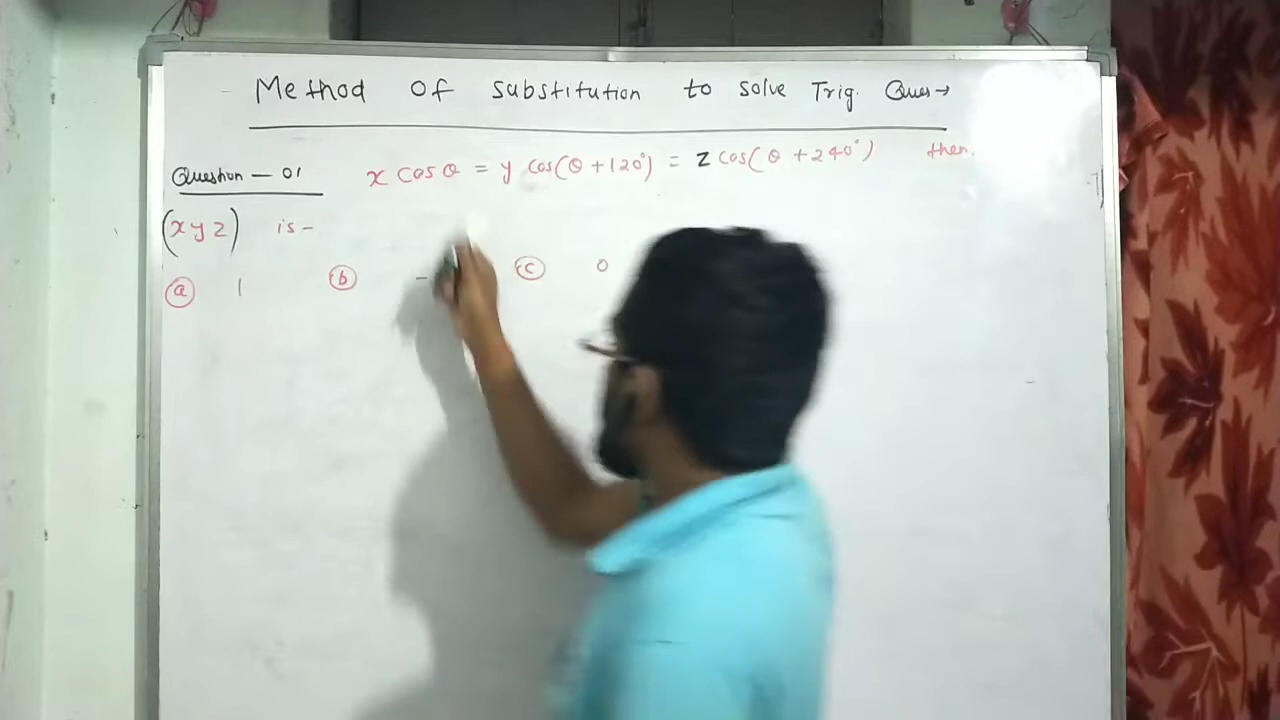 Method Of substitution to solve Trig. Ques →
Question - 01 x cos θ = y cos(θ + 120°) = z cos(θ + 240°) then.
(x y z) is -
(a) 1 (b) - (c) 0